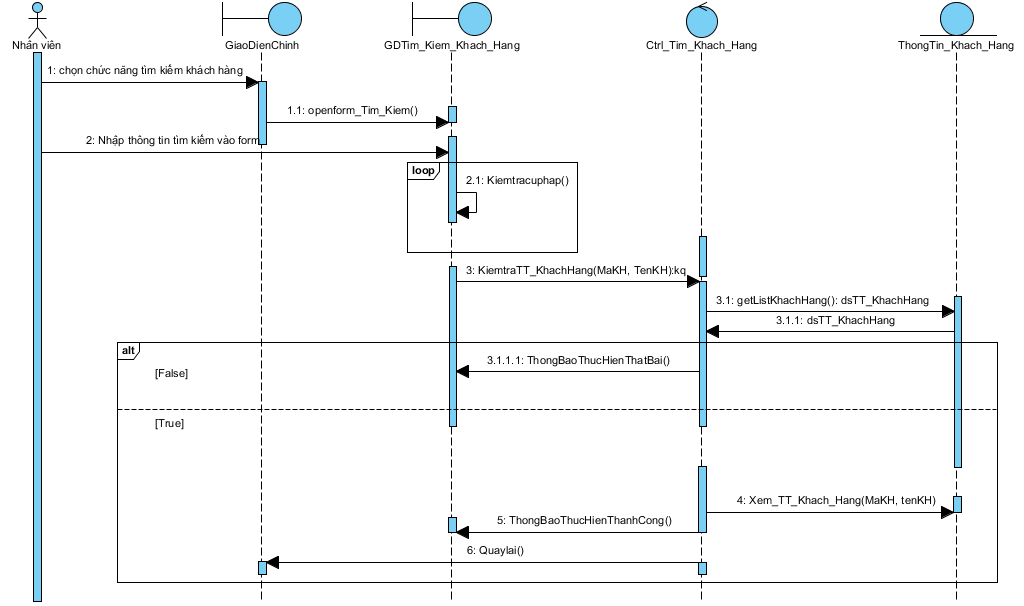 Nhân viên
GiaoDienChinh
GDTim_Kiem_Khach_Hang
Ctrl_Tim_Khach_Hang
ThongTin_Khach_Hang
1: chọn chức năng tìm kiếm khách hàng
1.1: openform_Tim_Kiem()
2: Nhập thông tin tìm kiếm vào form
loop
2.1: Kiemtracuphap()
3: KiemtraTT_KhachHang(MaKH, TenKH):kq
3.1: getListKhachHang(): dsTT_KhachHang
3.1.1: dsTT_KhachHang
alt
3.1.1.1: ThongBaoThucHienThatBai()
[False]
[True]
4: Xem_TT_Khach_Hang(MaKH, tenKH)
5: ThongBaoThucHienThanhCong()
6: Quaylai()